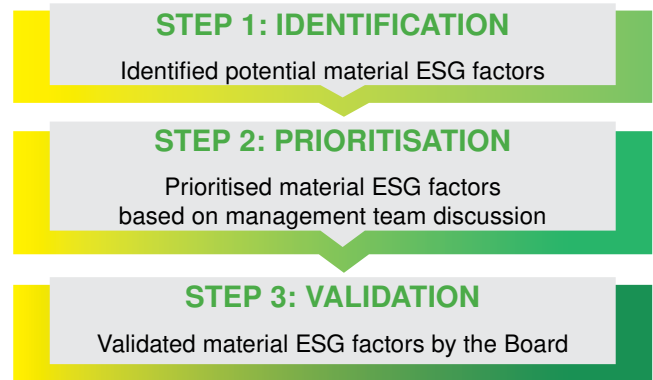 STEP 1: IDENTIFICATION
Identified potential material ESG factors
STEP 2: PRIORITISATION
Prioritised material ESG factors
based on management team discussion
STEP 3: VALIDATION
Validated material ESG factors by the Board